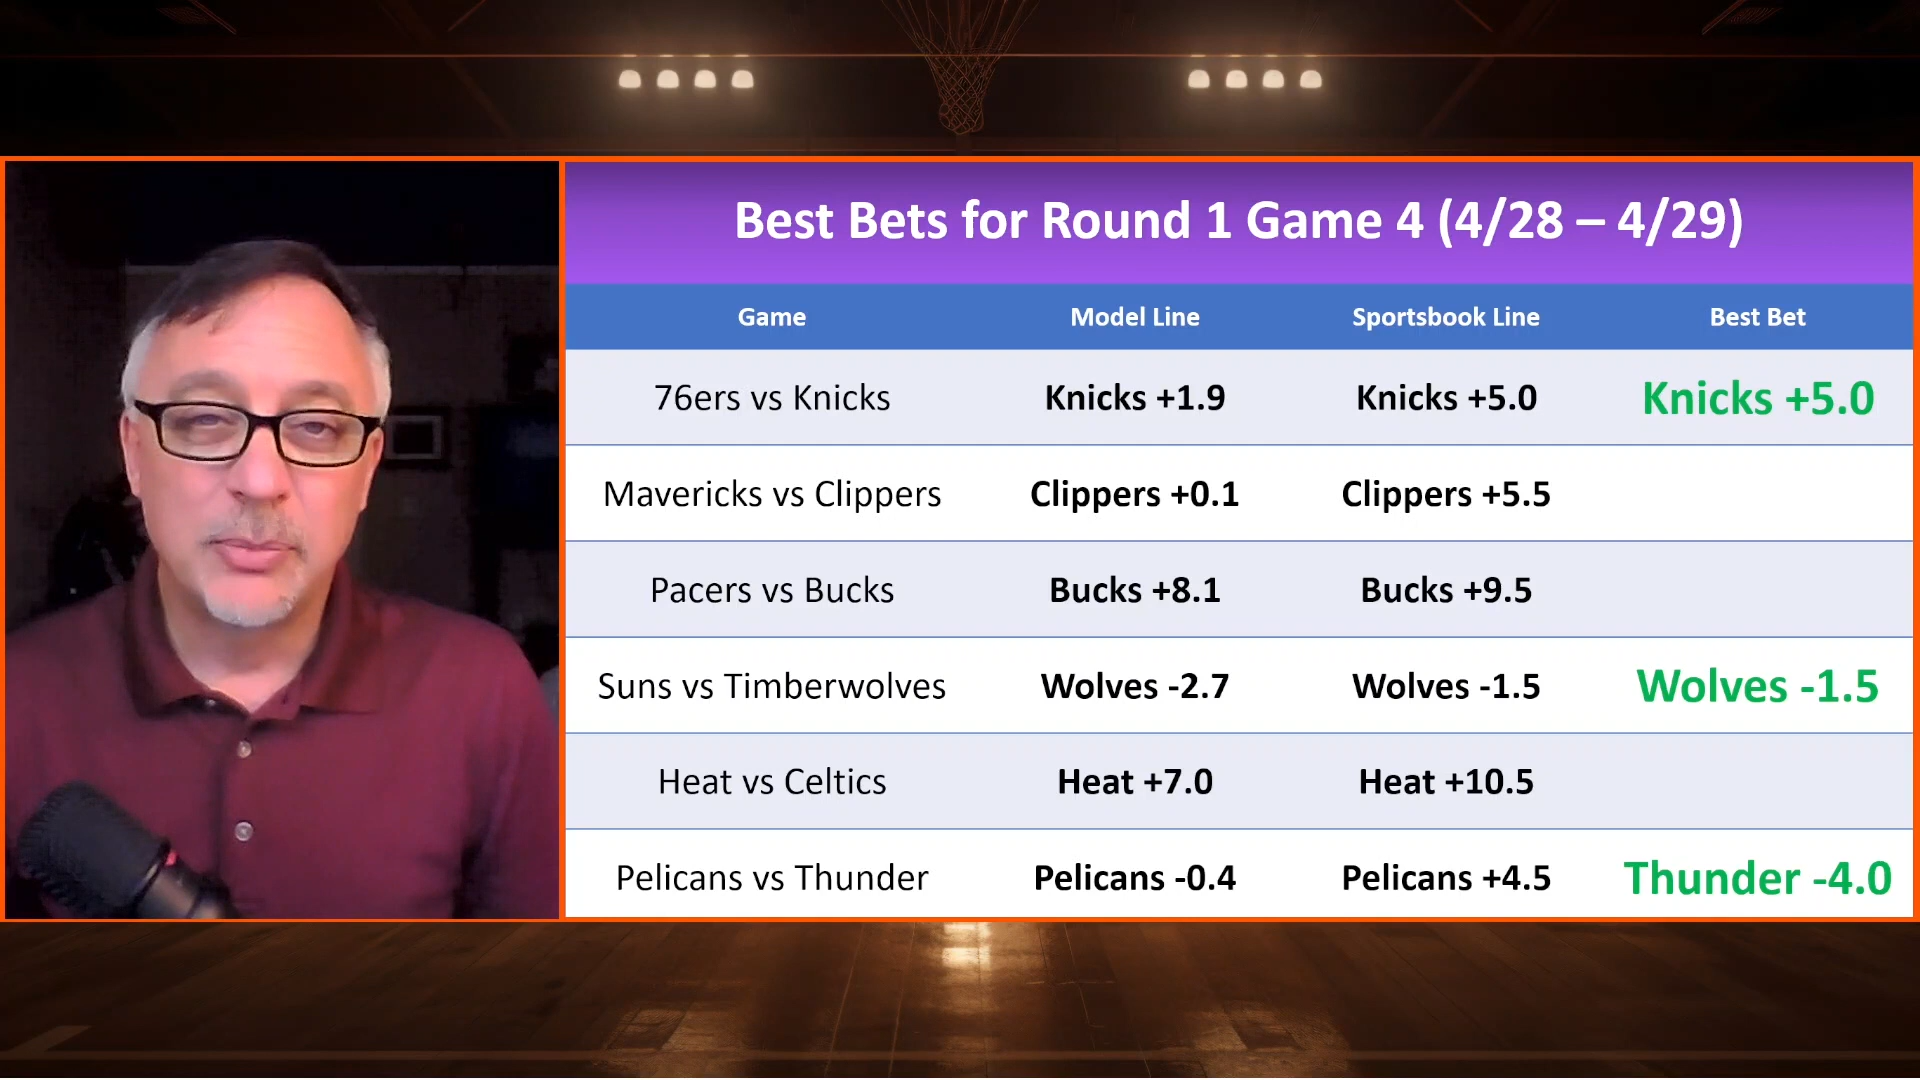 Best Bets for Round 1 Game 4 (4/28 – 4/29)
Game Model Line Sportsbook Line Best Bet
76ers vs Knicks Knicks +1.9 Knicks +5.0 Knicks +5.0
Mavericks vs Clippers Clippers +0.1 Clippers +5.5
Pacers vs Bucks Bucks +8.1 Bucks +9.5
Suns vs Timberwolves Wolves -2.7 Wolves -1.5 Wolves -1.5
Heat vs Celtics Heat +7.0 Heat +10.5
Pelicans vs Thunder Pelicans -0.4 Pelicans +4.5 Thunder -4.0